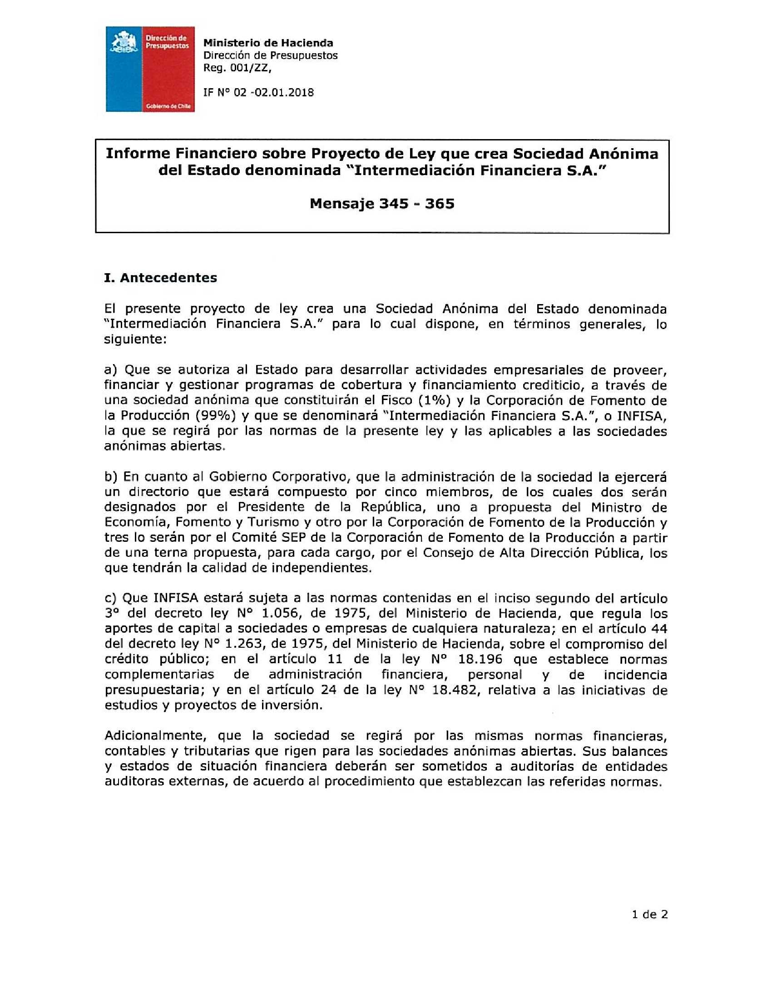 Dirección de
Presupuestos
Gobierno de Chile
Ministerio de Hacienda
Dirección de Presupuestos
Reg. 001/ZZ,
IF Nº 02 -02.01.2018
Informe Financiero sobre Proyecto de Ley que crea Sociedad Anónima
del Estado denominada "Intermediación Financiera S.A."
Mensaje 345 - 365
I. Antecedentes
El presente proyecto de ley crea una Sociedad Anónima del Estado denominada
"Intermediación Financiera S.A." para lo cual dispone, en términos generales, lo
siguiente:
a) Que se autoriza al Estado para desarrollar actividades empresariales de proveer,
financiar y gestionar programas de cobertura y financiamiento crediticio, a través de
una sociedad anónima que constituirán el Fisco (1%) y la Corporación de Fomento de
la Producción (99%) y que se denominará "Intermediación Financiera S.A.", o INFISA,
la que se regirá por las normas de la presente ley y las aplicables a las sociedades
anónimas abiertas.
b) En cuanto al Gobierno Corporativo, que la administración de la sociedad la ejercerá
un directorio que estará compuesto por cinco miembros, de los cuales dos serán
designados por el Presidente de la República, uno a propuesta del Ministro de
Economía, Fomento y Turismo y otro por la Corporación de Fomento de la Producción y
tres lo serán por el Comité SEP de la Corporación de Fomento de la Producción a partir
de una terna propuesta, para cada cargo, por el Consejo de Alta Dirección Pública, los
que tendrán la calidad de independientes.
c) Que INFISA estará sujeta a las normas contenidas en el inciso segundo del artículo
3º del decreto ley Nº 1.056, de 1975, del Ministerio de Hacienda, que regula los
aportes de capital a sociedades o empresas de cualquiera naturaleza; en el artículo 44
del decreto ley Nº 1.263, de 1975, del Ministerio de Hacienda, sobre el compromiso del
crédito público; en el artículo 11 de la ley Nº 18.196 que establece normas
complementarias de administración financiera, personal y de incidencia
presupuestaria; y en el artículo 24 de la ley Nº 18.482, relativa a las iniciativas de
estudios y proyectos de inversión.
Adicionalmente, que la sociedad se regirá por las mismas normas financieras,
contables y tributarias que rigen para las sociedades anónimas abiertas. Sus balances
y estados de situación financiera deberán ser sometidos a auditorías de entidades
auditoras externas, de acuerdo al procedimiento que establezcan las referidas normas.
1 de 2